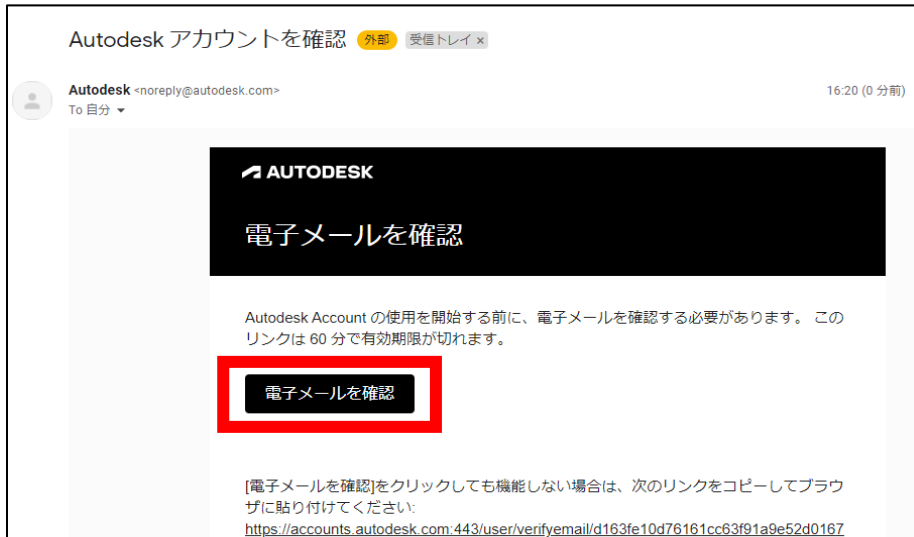 Autodesk アカウントを確認 外部 受信トレイ ×
Autodesk <noreply@autodesk.com> 16:20 (0 分前)
To 自分
AUTODESK
電子メールを確認
Autodesk Account の使用を開始する前に、電子メールを確認する必要があります。 この
リンクは 60 分で有効期限が切れます。
電子メールを確認
[電子メールを確認]をクリックしても機能しない場合は、次のリンクをコピーしてブラウ
ザに貼り付けてください:
https://accounts.autodesk.com:443/user/verifyemail/d163fe10d76161cc63f91a9e52d0167